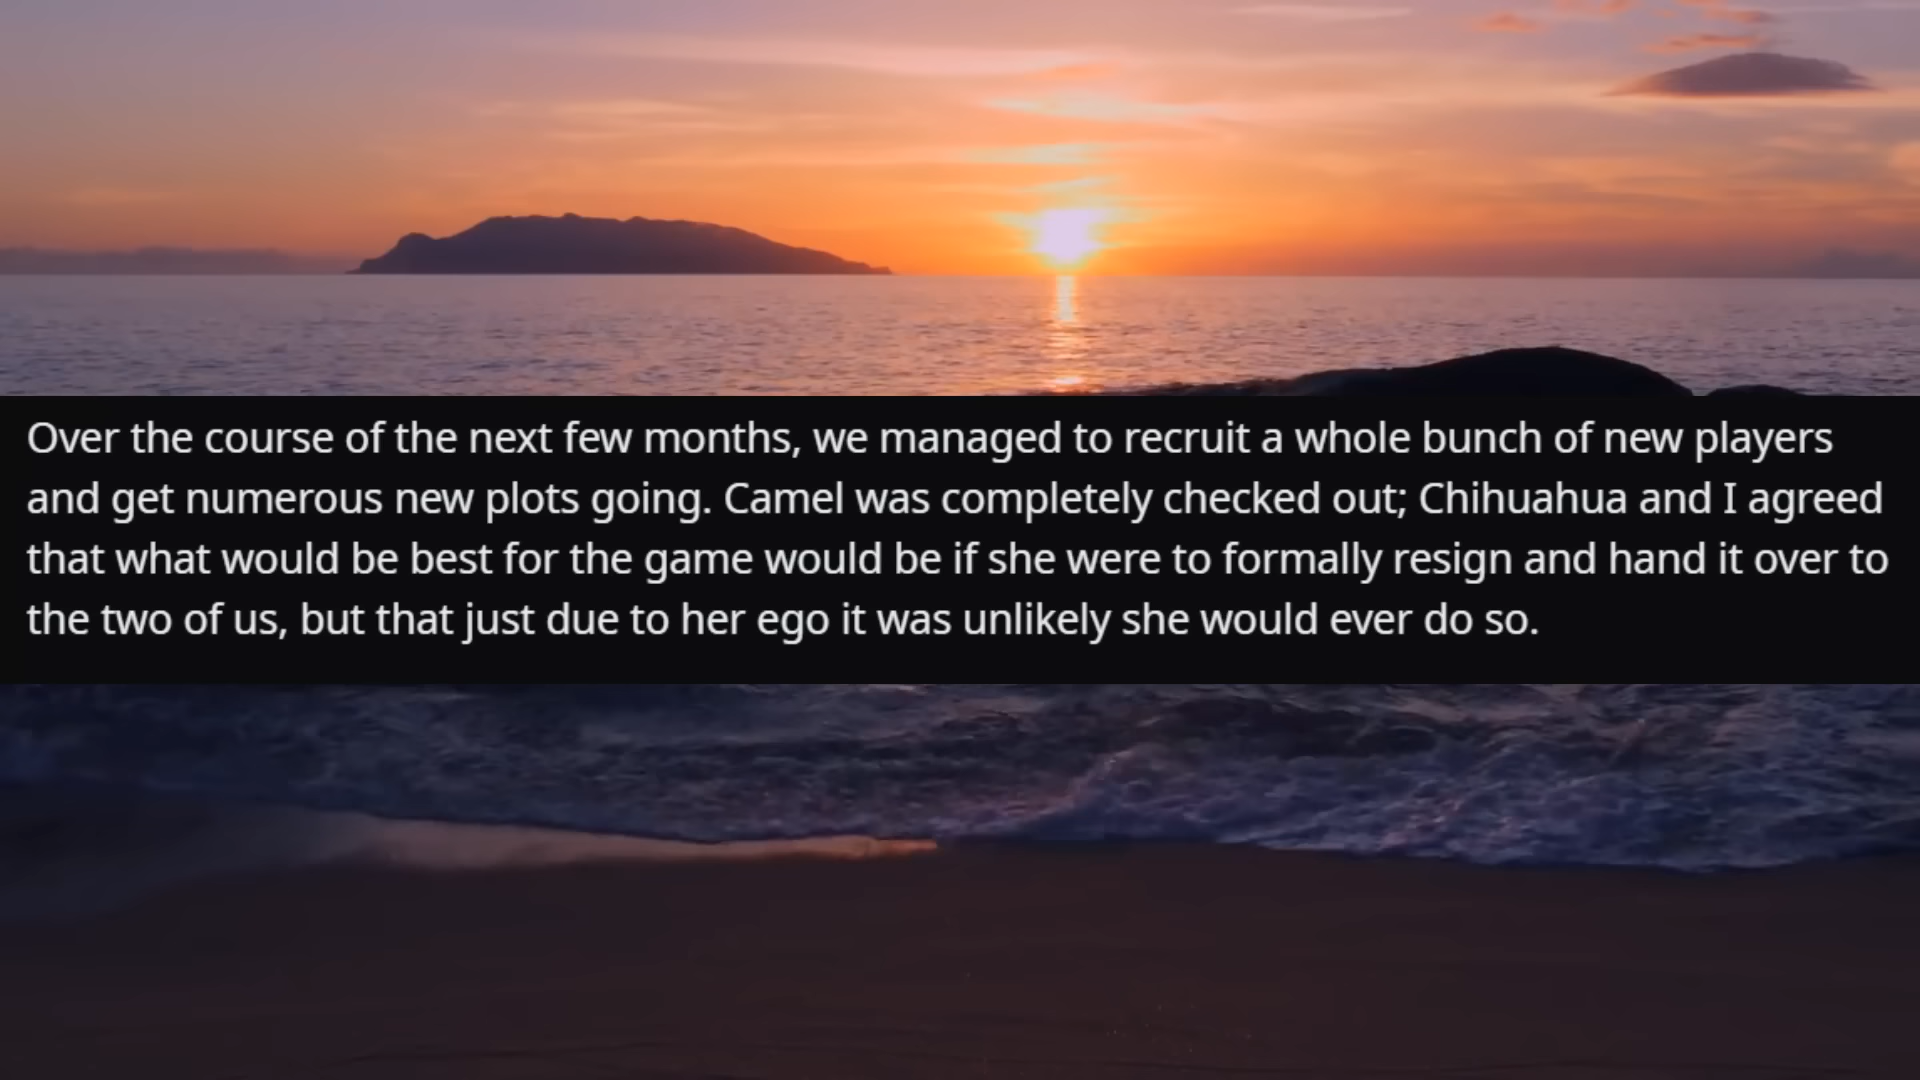 Over the course of the next few months, we managed to recruit a whole bunch of new players
and get numerous new plots going. Camel was completely checked out; Chihuahua and I agreed
that what would be best for the game would be if she were to formally resign and hand it over to
the two of us, but that just due to her ego it was unlikely she would ever do so.